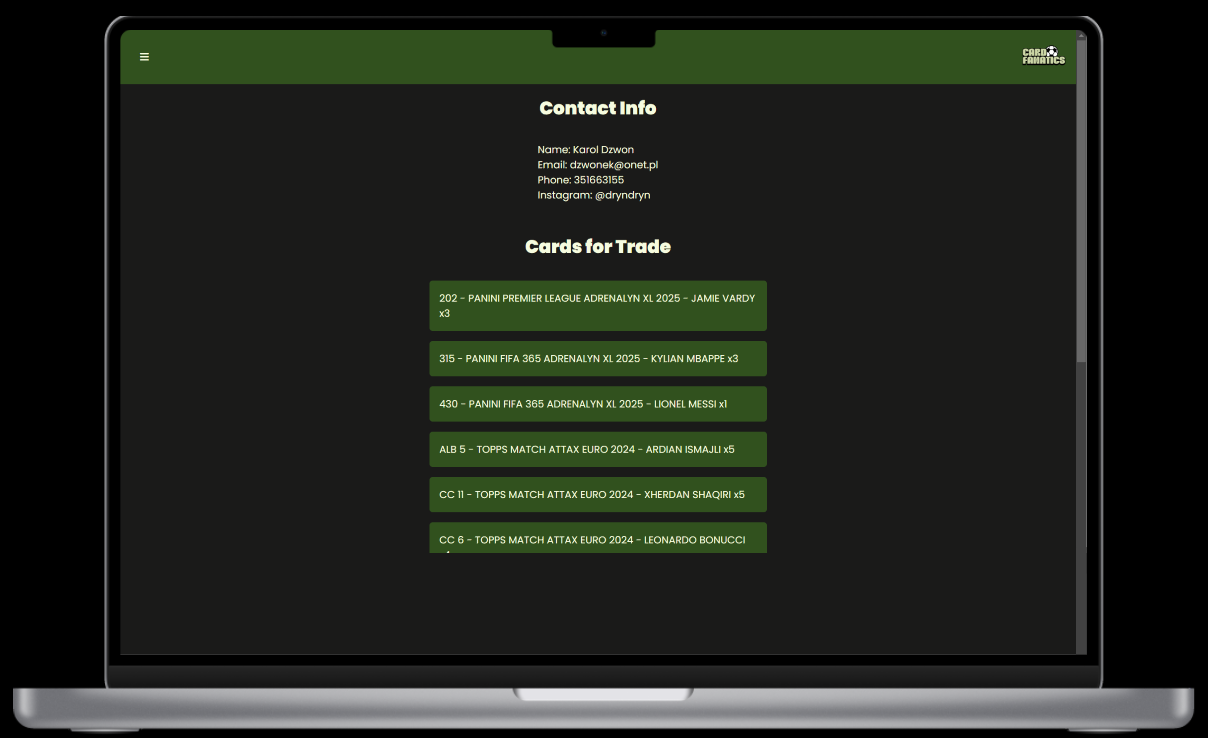 CARD
FANATICS
Contact Info
Name: Karol Dzwon
Email: dzwonek@onet.pl
Phone: 351663155
Instagram: @dryndryn
Cards for Trade
202 - PANINI PREMIER LEAGUE ADRENALYN XL 2025 - JAMIE VARDY
x3
315 - PANINI FIFA 365 ADRENALYN XL 2025 - KYLIAN MBAPPE x3
430 - PANINI FIFA 365 ADRENALYN XL 2025 - LIONEL MESSI x1
ALB 5 - TOPPS MATCH ATTAX EURO 2024 - ARDIAN ISMAJLI x5
CC 11 - TOPPS MATCH ATTAX EURO 2024 - XHERDAN SHAQIRI x5
CC 6 - TOPPS MATCH ATTAX EURO 2024 - LEONARDO BONUCCI